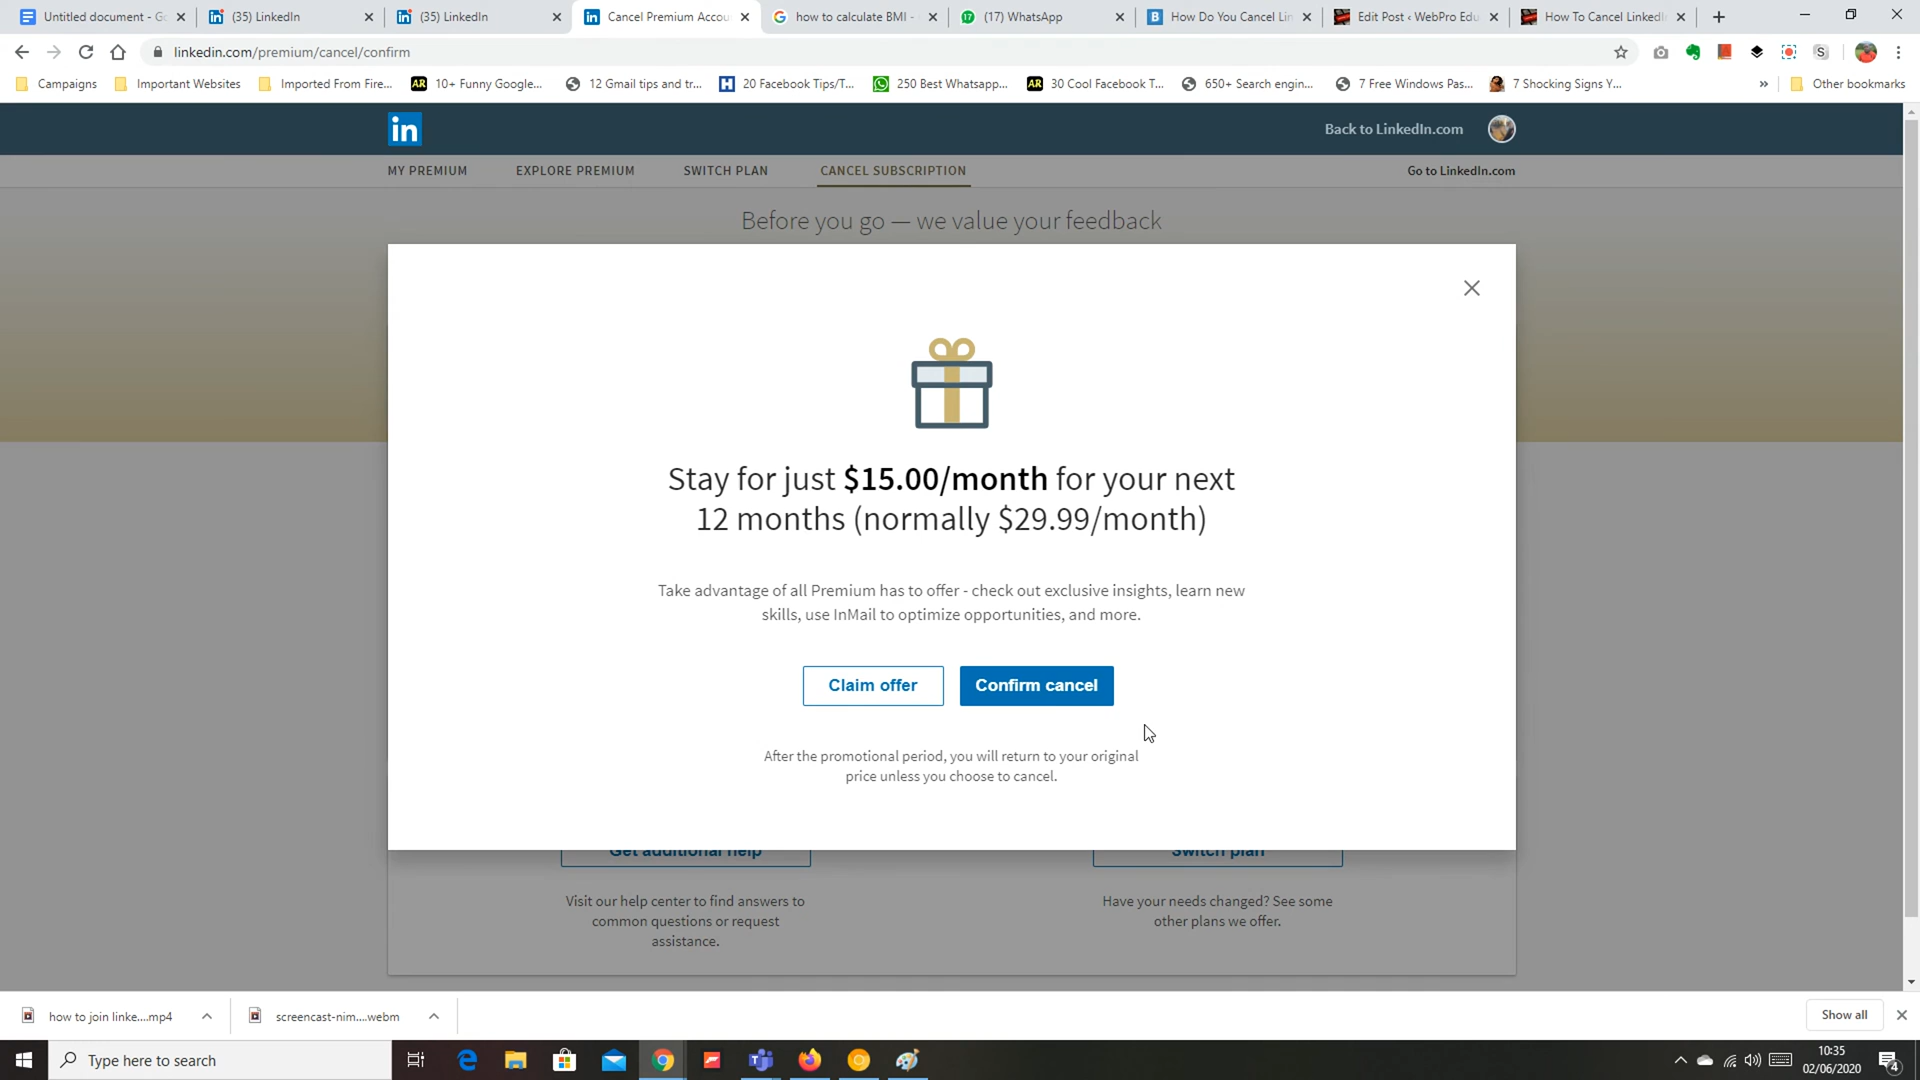 Untitled document - Go
(35) LinkedIn
(35) LinkedIn
Cancel Premium Accou
how to calculate BMI -
(17) WhatsApp
How Do You Cancel Lin
Edit Post ‹ WebPro Edu
How To Cancel LinkedI
linkedin.com/premium/cancel/confirm
Campaigns
Important Websites
Imported From Fire...
10+ Funny Google...
12 Gmail tips and tr...
20 Facebook Tips/T...
250 Best Whatsapp...
30 Cool Facebook T...
650+ Search engin...
7 Free Windows Pas...
7 Shocking Signs Y...
»
Other bookmarks
in
Back to LinkedIn.com
MY PREMIUM
EXPLORE PREMIUM
SWITCH PLAN
CANCEL SUBSCRIPTION
Go to LinkedIn.com
Before you go — we value your feedback
Stay for just $15.00/month for your next
12 months (normally $29.99/month)
Take advantage of all Premium has to offer - check out exclusive insights, learn new
skills, use InMail to optimize opportunities, and more.
Claim offer
Confirm cancel
After the promotional period, you will return to your original
price unless you choose to cancel.
Get additional help
Switch plan
Visit our help center to find answers to
common questions or request
assistance.
Have your needs changed? See some
other plans we offer.
how to join linke....mp4
screencast-nim....webm
Show all
Type here to search
10:35
02/06/2020
4